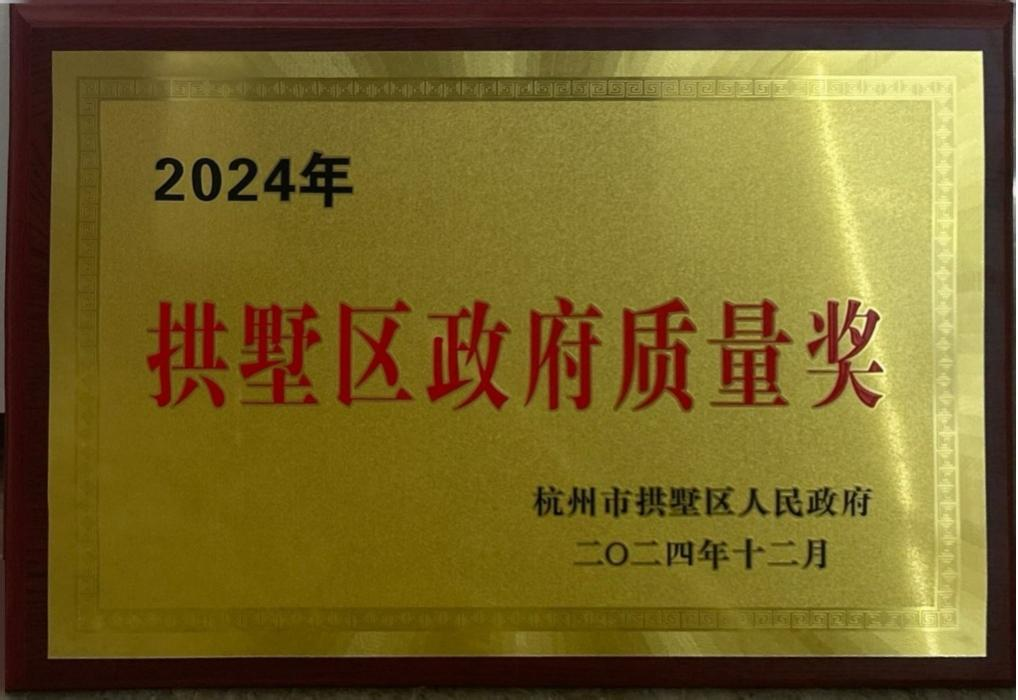 2024年
拱墅区政府质量奖
杭州市拱墅区人民政府
二〇二四年十二月